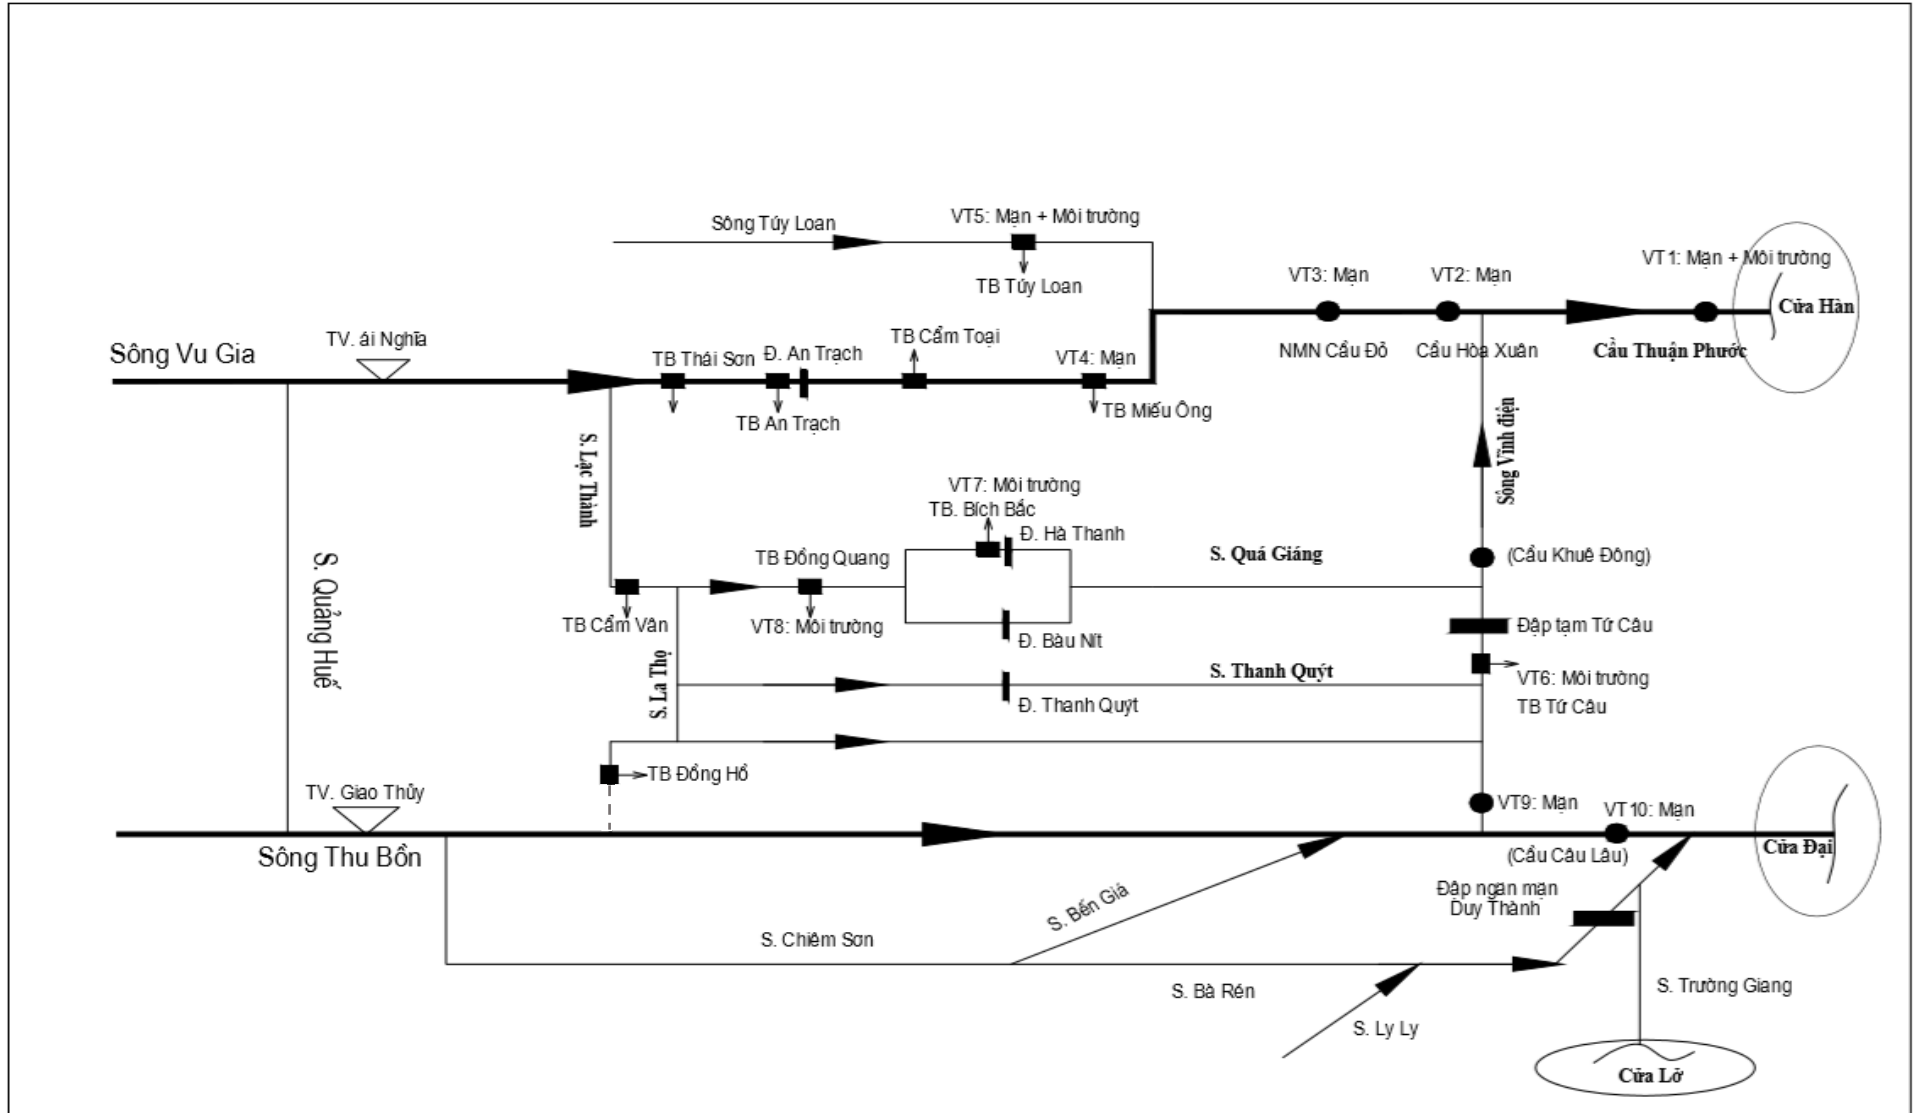 Sông Túy Loan
VT5: Mặn + Môi trường
TB Túy Loan
VT3: Mặn
VT2: Mặn
VT1: Mặn + Môi trường
Cửa Hàn
NMN Cầu Đỏ
Cầu Hòa Xuân
Cầu Thuận Phước
Sông Vu Gia
TV. ái Nghĩa
TB Thái Sơn
Đ. An Trạch
TB Cẩm Toại
VT4: Mặn
TB An Trạch
TB Miếu Ông
S. Lạc Thành
Sông Vĩnh điện
VT7: Môi trường
TB. Bích Bắc
Đ. Hà Thanh
TB Đồng Quang
S. Quá Giáng
(Cầu Khuê Đông)
S. Quảng Huế
TB Cẩm Văn
VT8: Môi trường
Đ. Bàu Nít
Đập tạm Tứ Câu
S. La Thọ
S. Thanh Quýt
Đ. Thanh Quýt
VT6: Môi trường
TB Tứ Câu
TB Đồng Hồ
TV. Giao Thủy
VT9: Mặn
VT10: Mặn
Sông Thu Bồn
(Cầu Câu Lâu)
Cửa Đại
S. Bến Giá
Đập ngăn mặn
Duy Thành
S. Chiêm Sơn
S. Bà Rén
S. Trường Giang
S. Ly Ly
Cửa Lở